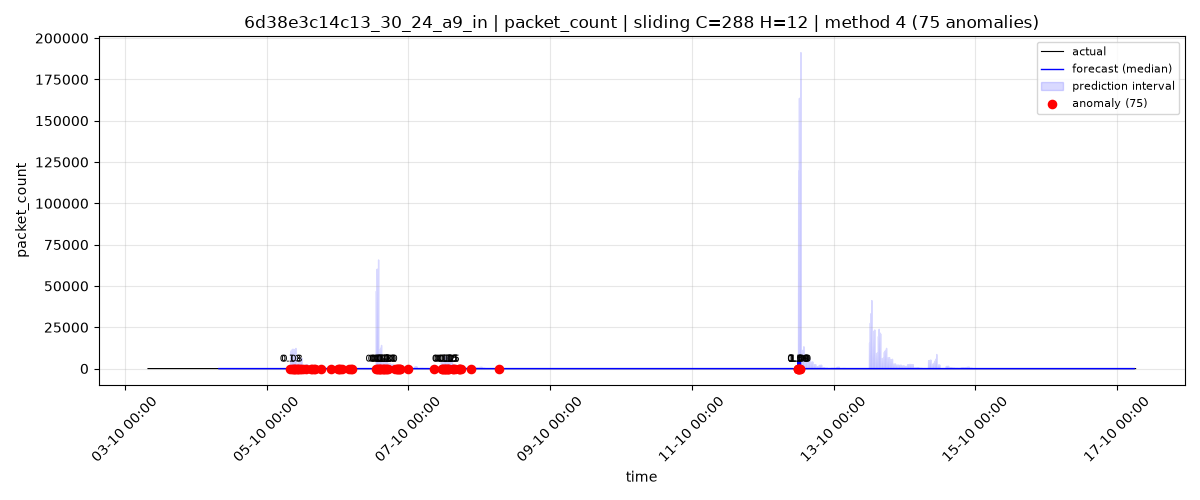 6d38e3c14c13_30_24_a9_in | packet_count | sliding C=288 H=12 | method 4 (75 anomalies)
actual
forecast (median)
prediction interval
anomaly (75)
packet_count
200000
175000
150000
125000
100000
75000
50000
25000
0
03-10 00:00
05-10 00:00
07-10 00:00
09-10 00:00
11-10 00:00
13-10 00:00
15-10 00:00
17-10 00:00
time